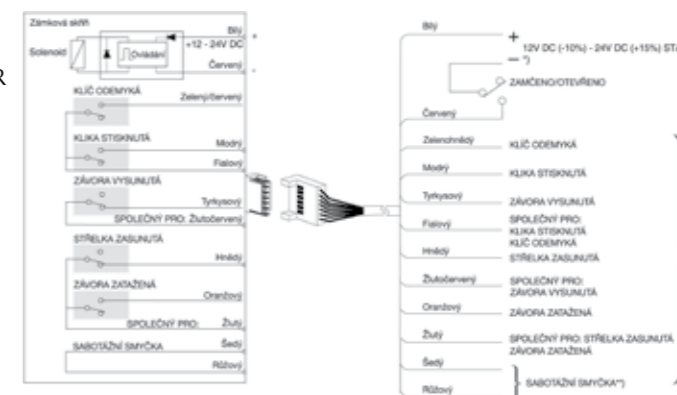 Zámková skříň
Bílý
+
+12 - 24V DC
Solenoid
Ovládání
Červený
-
R
KLÍČ ODEMYKÁ
Zelený/červený
KLIKA STISKNUTÁ
Modrý
Fialový
ZÁVORA VYSUNUTÁ
Tyrkysový
SPOLEČNÝ PRO: Žlutočervený
STŘELKA ZASUNUTÁ
Hnědý
ZÁVORA ZATAŽENÁ
Oranžový
SPOLEČNÝ PRO: Žlutý
SABOTÁŽNÍ SMYČKA
Šedý
Růžový
Bílý
+
12V DC (-10%) - 24V DC (+15%) STA
— *)
ZAMČENO/OTEVŘENO
Červený
Zelenohnědý
KLÍČ ODEMYKÁ
Modrý
KLIKA STISKNUTÁ
Tyrkysový
ZÁVORA VYSUNUTÁ
Fialový
SPOLEČNÝ PRO:
KLIKA STISKNUTÁ
KLÍČ ODEMYKÁ
Hnědý
STŘELKA ZASUNUTÁ
Žlutočervený
SPOLEČNÝ PRO:
ZÁVORA VYSUNUTÁ
Oranžový
ZÁVORA ZATAŽENÁ
Žlutý
SPOLEČNÝ PRO: STŘELKA ZASUNUTÁ
ZÁVORA ZATAŽENÁ
Šedý
SABOTÁŽNÍ SMYČKA**)
Růžový